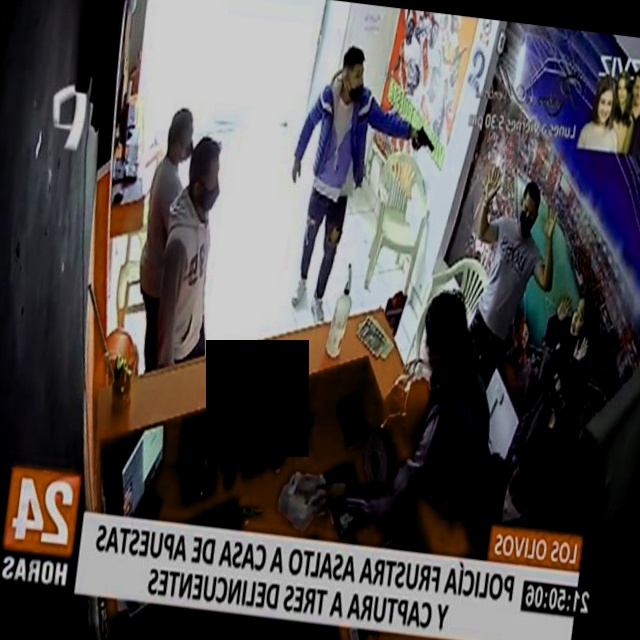 LOS OLIVOS
POLICÍA FRUSTRA ASALTO A CASA DE APUESTAS
Y CAPTURA A TRES DELINCUENTES
21:50:06
24
HORAS